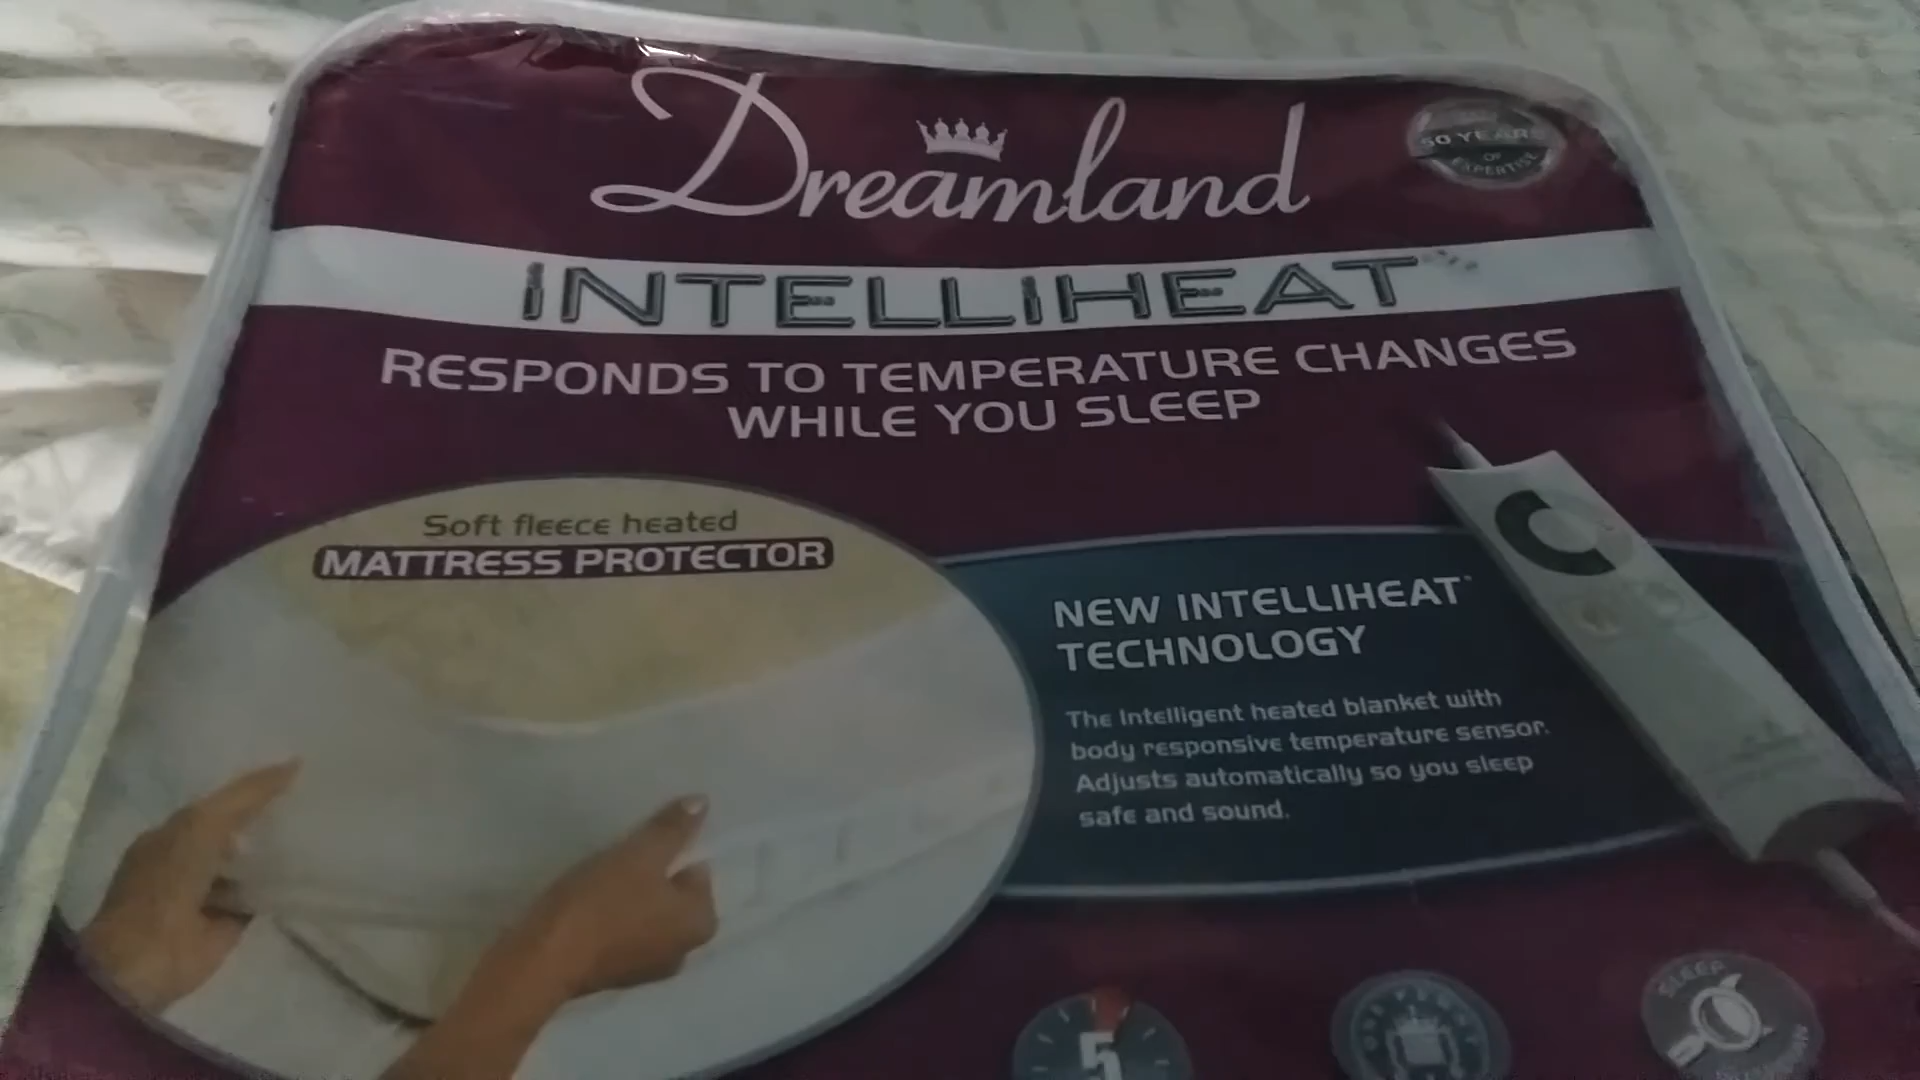 Dreamland
50 YEARS
OF
EXPERTISE
INTELLIHEAT
RESPONDS TO TEMPERATURE CHANGES
WHILE YOU SLEEP
Soft fleece heated
MATTRESS PROTECTOR
NEW INTELLIHEAT
TECHNOLOGY
The Intelligent heated blanket with
body responsive temperature sensor.
Adjusts automatically so you sleep
safe and sound.
5
SLEEP